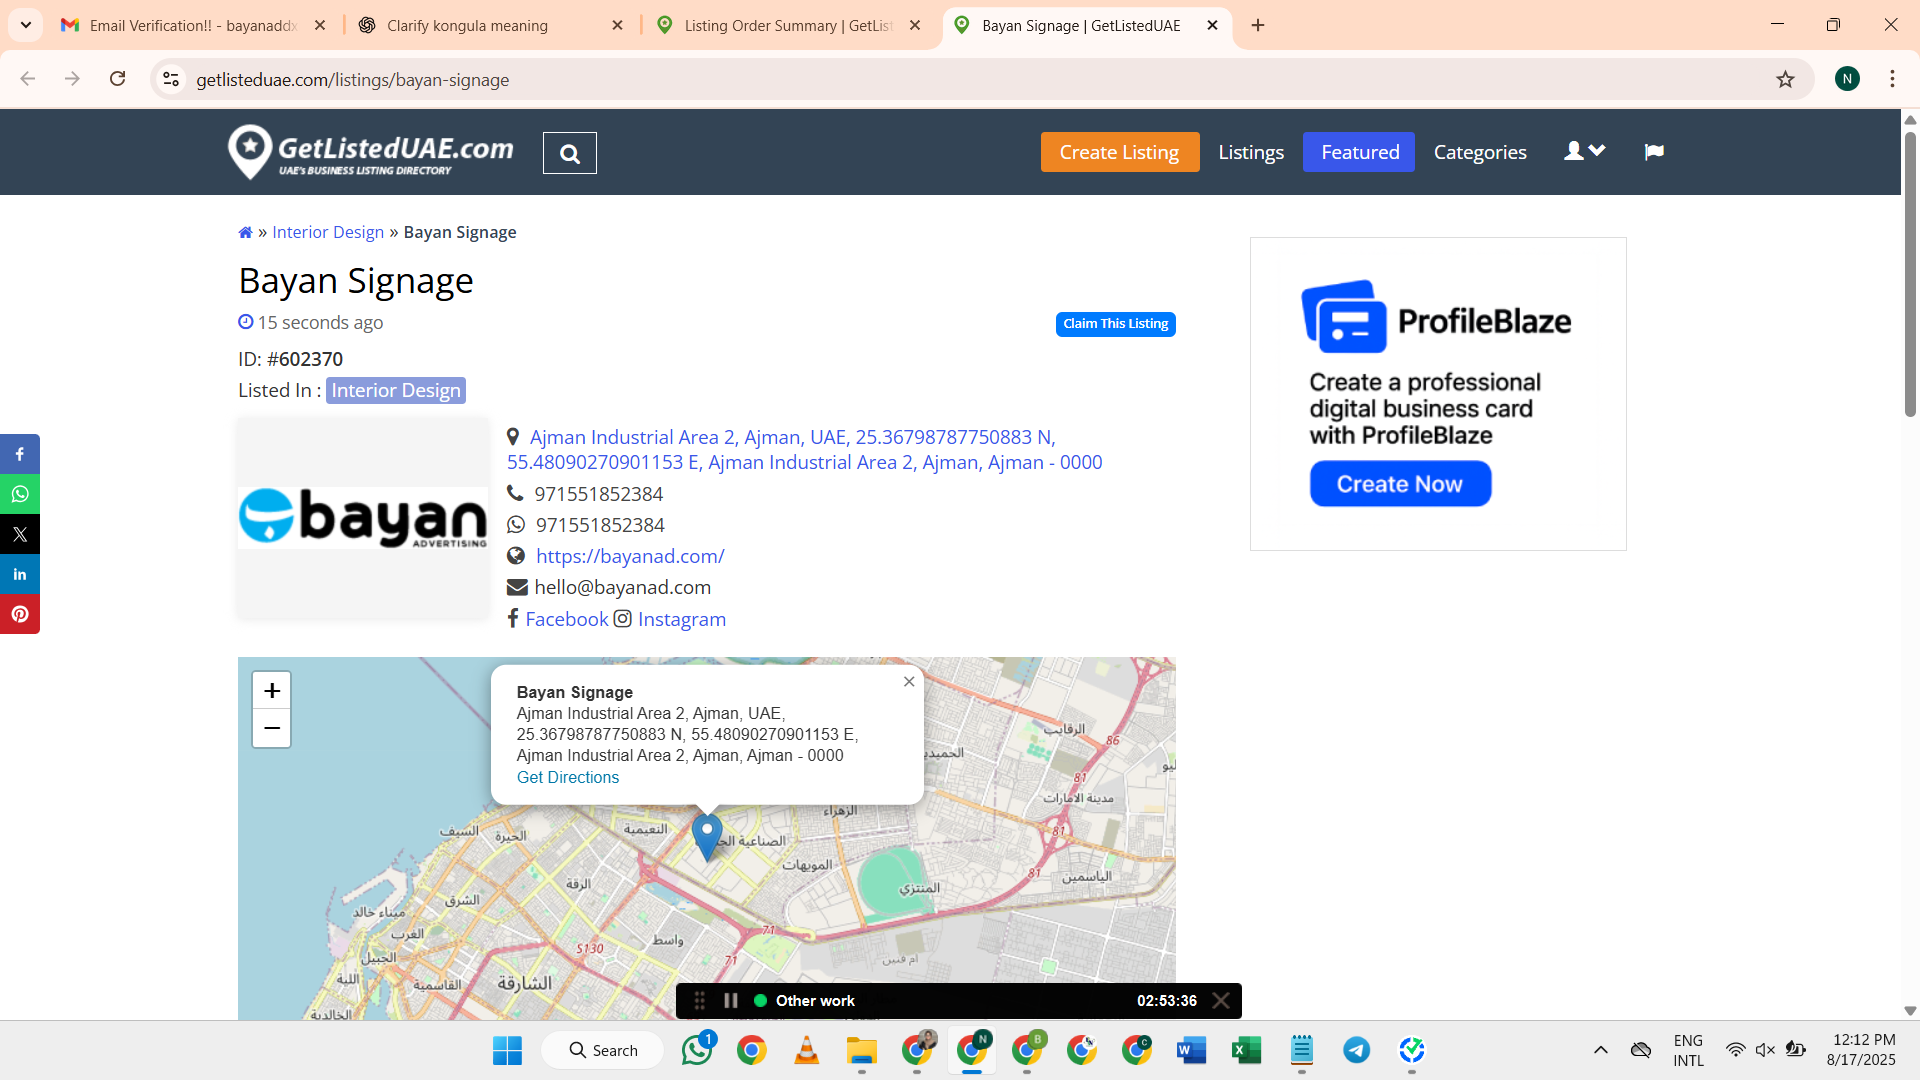 Email Verification!! - bayanaddx
Clarify kongula meaning
Listing Order Summary | GetList
Bayan Signage | GetListedUAE
getlisteduae.com/listings/bayan-signage
N
GetListedUAE.com
UAE'S BUSINESS LISTING DIRECTORY
Create Listing
Listings
Featured
Categories
» Interior Design » Bayan Signage
Bayan Signage
15 seconds ago
Claim This Listing
ID: #602370
Listed In : Interior Design
bayan
ADVERTISING
Ajman Industrial Area 2, Ajman, UAE, 25.36798787750883 N,
55.48090270901153 E, Ajman Industrial Area 2, Ajman, Ajman - 0000
971551852384
971551852384
https://bayanad.com/
hello@bayanad.com
Facebook Instagram
ProfileBlaze
Create a professional
digital business card
with ProfileBlaze
Create Now
+
−
Bayan Signage
Ajman Industrial Area 2, Ajman, UAE,
25.36798787750883 N, 55.48090270901153 E,
Ajman Industrial Area 2, Ajman, Ajman - 0000
Get Directions
الرقايب
86
81
مدينة الامارات
الزهراء
السيف
الحيرة
النعيمية
الصناعية
81
المويهات
81
الياسمين
الرقة
المنتزي
الشرق
ميناء خالد
71
الغرب
واسط
S130
الجبيل
71
ام فنين
اللية
القاسمية
الشارقة
الخالدية
Other work
02:53:36
Search
1
N
B
C
ENG
INTL
12:12 PM
8/17/2025